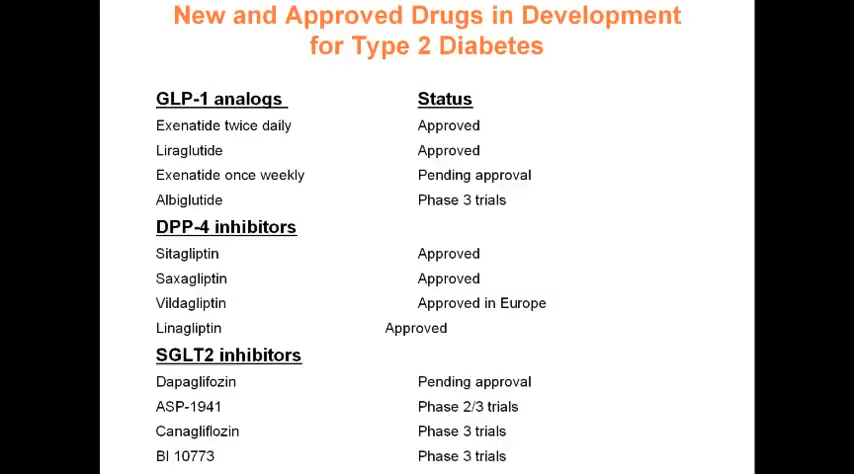 New and Approved Drugs in Development
for Type 2 Diabetes
GLP-1 analogs Status
Exenatide twice daily Approved
Liraglutide Approved
Exenatide once weekly Pending approval
Albiglutide Phase 3 trials
DPP-4 inhibitors
Sitagliptin Approved
Saxagliptin Approved
Vildagliptin Approved in Europe
Linagliptin Approved
SGLT2 inhibitors
Dapaglifozin Pending approval
ASP-1941 Phase 2/3 trials
Canagliflozin Phase 3 trials
BI 10773 Phase 3 trials